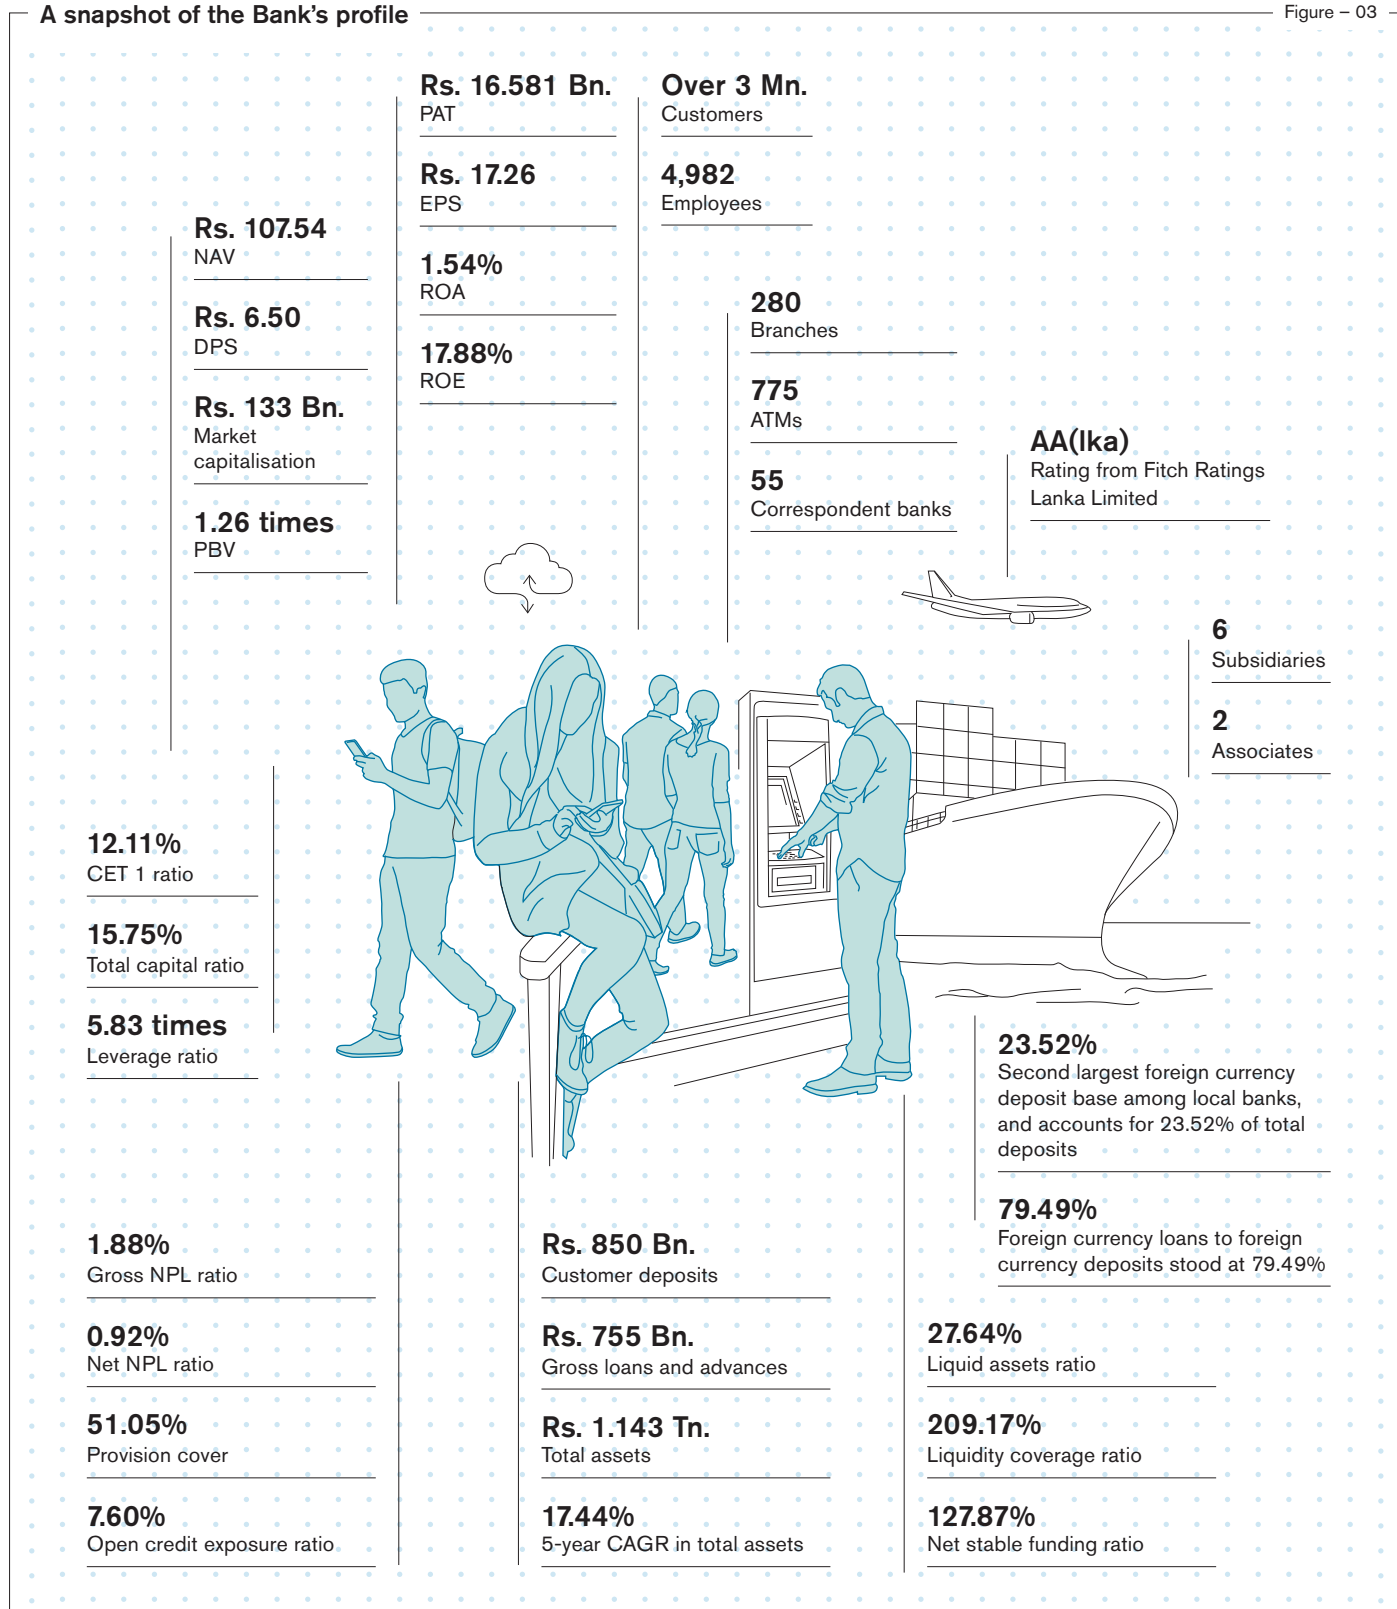 A snapshot of the Bank's profile
Figure – 03
Rs. 16.581 Bn.
PAT
Rs. 17.26
EPS
1.54%
ROA
17.88%
ROE
Over 3 Mn.
Customers
4,982
Employees
Rs. 107.54
NAV
Rs. 6.50
DPS
Rs. 133 Bn.
Market
capitalisation
1.26 times
PBV
280
Branches
775
ATMs
55
Correspondent banks
AA(lka)
Rating from Fitch Ratings
Lanka Limited
6
Subsidiaries
2
Associates
12.11%
CET 1 ratio
15.75%
Total capital ratio
5.83 times
Leverage ratio
23.52%
Second largest foreign currency
deposit base among local banks,
and accounts for 23.52% of total
deposits
79.49%
Foreign currency loans to foreign
currency deposits stood at 79.49%
1.88%
Gross NPL ratio
0.92%
Net NPL ratio
51.05%
Provision cover
7.60%
Open credit exposure ratio
Rs. 850 Bn.
Customer deposits
Rs. 755 Bn.
Gross loans and advances
Rs. 1.143 Tn.
Total assets
17.44%
5-year CAGR in total assets
27.64%
Liquid assets ratio
209.17%
Liquidity coverage ratio
127.87%
Net stable funding ratio